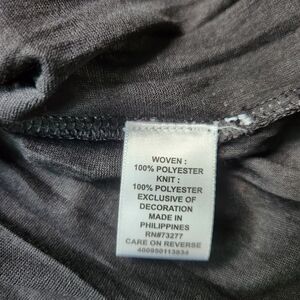 WOVEN :
100% POLYESTER
KNIT :
100% POLYESTER
EXCLUSIVE OF
DECORATION
MADE IN
PHILIPPINES
RN#73277
CARE ON REVERSE
400950113834